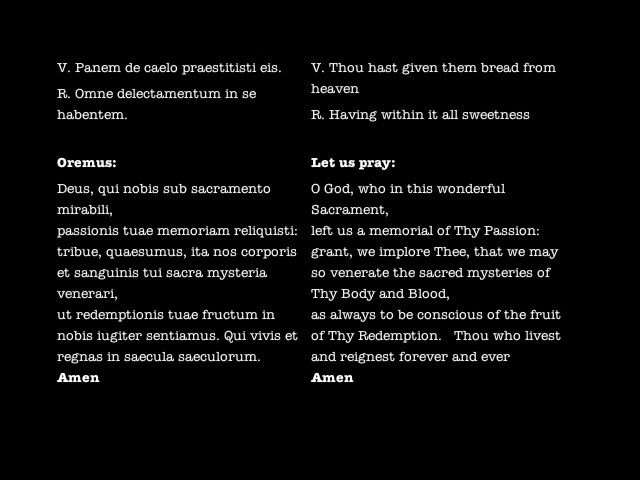 V. Panem de caelo praestitisti eis.
R. Omne delectamentum in se
habentem.
Oremus:
Deus, qui nobis sub sacramento
mirabili,
passionis tuae memoriam reliquisti:
tribue, quaesumus, ita nos corporis
et sanguinis tui sacra mysteria
venerari,
ut redemptionis tuae fructum in
nobis iugiter sentiamus. Qui vivis et
regnas in saecula saeculorum.
Amen
V. Thou hast given them bread from
heaven
R. Having within it all sweetness
Let us pray:
O God, who in this wonderful
Sacrament,
left us a memorial of Thy Passion:
grant, we implore Thee, that we may
so venerate the sacred mysteries of
Thy Body and Blood,
as always to be conscious of the fruit
of Thy Redemption.   Thou who livest
and reignest forever and ever
Amen